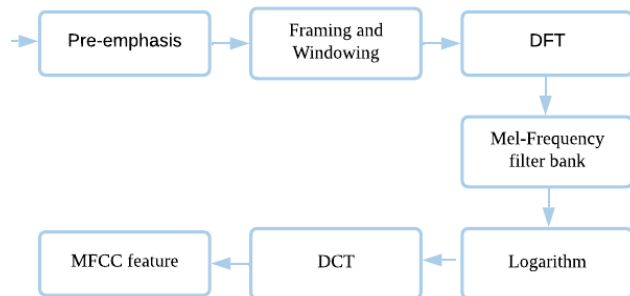 Pre-emphasis
Framing and
Windowing
DFT
Mel-Frequency
filter bank
Logarithm
DCT
MFCC feature